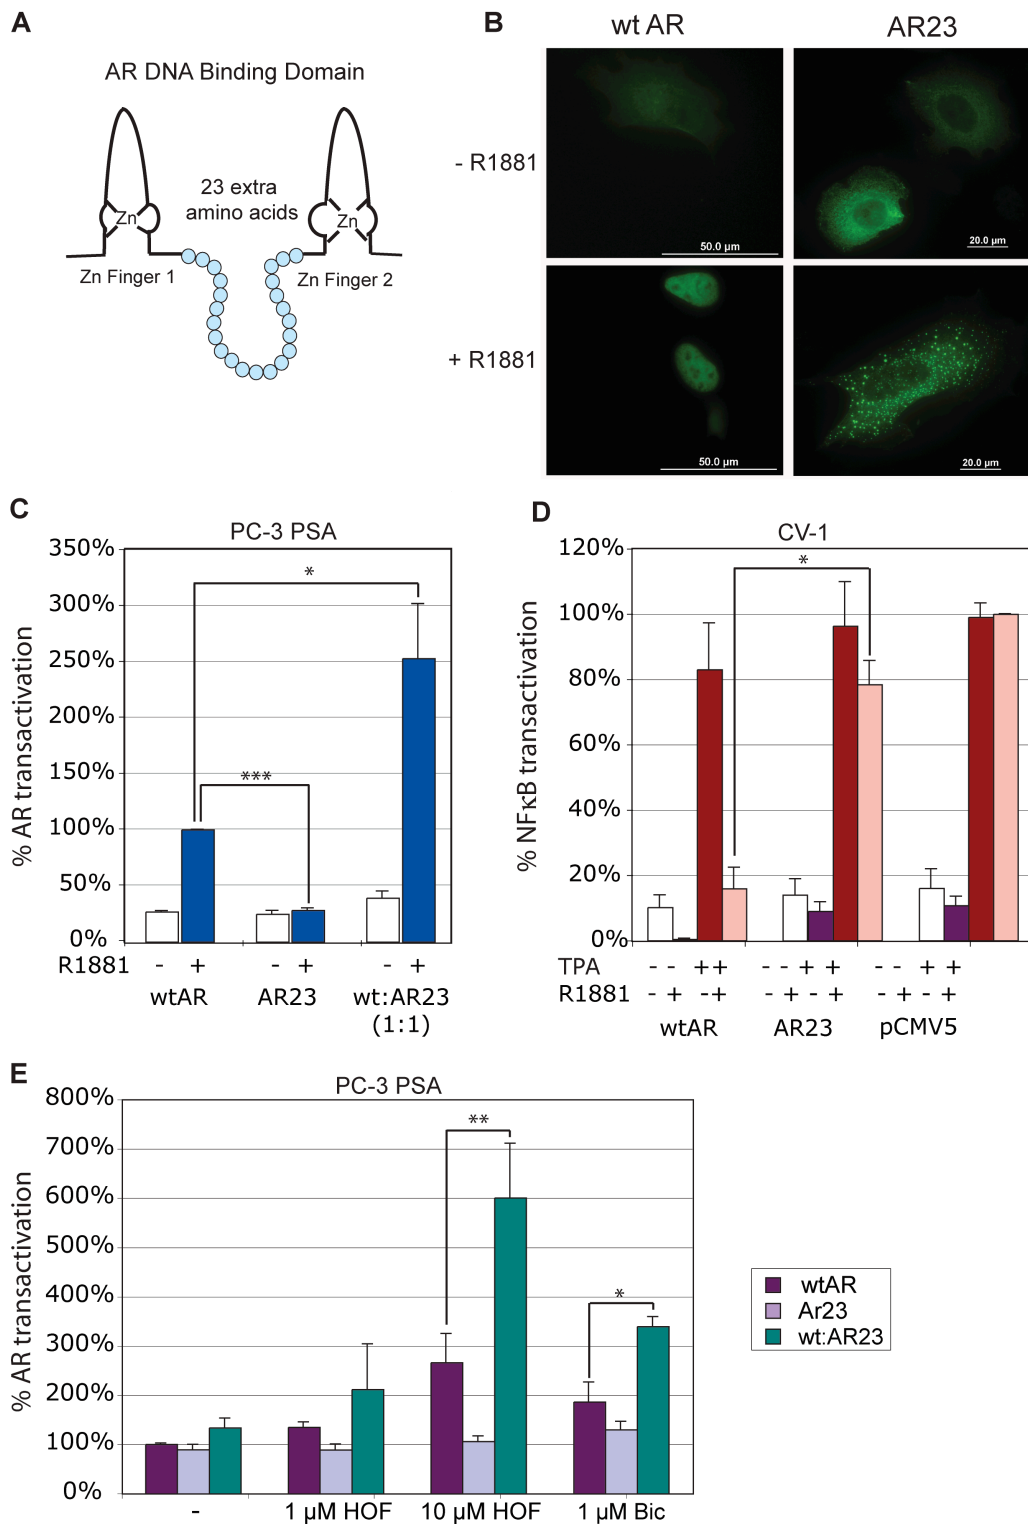 A
AR DNA Binding Domain
23 extra
amino acids
Zn
Zn
Zn Finger 1
Zn Finger 2
B
wt AR
AR23
- R1881
50.0 µm
20.0 µm
+ R1881
50.0 µm
20.0 µm
C
PC-3 PSA
% AR transactivation
350%
300%
250%
200%
150%
100%
50%
0%
*
***
R1881 - + - + - +
wtAR AR23 wt:AR23
(1:1)
D
CV-1
% NFκB transactivation
120%
100%
80%
60%
40%
20%
0%
*
TPA - - + + - - + + - - + +
R1881 - + - + - + - + - + - +
wtAR AR23 pCMV5
E
PC-3 PSA
% AR transactivation
800%
700%
600%
500%
400%
300%
200%
100%
0%
**
*
- 1 µM HOF 10 µM HOF 1 µM Bic
wtAR
Ar23
wt:AR23